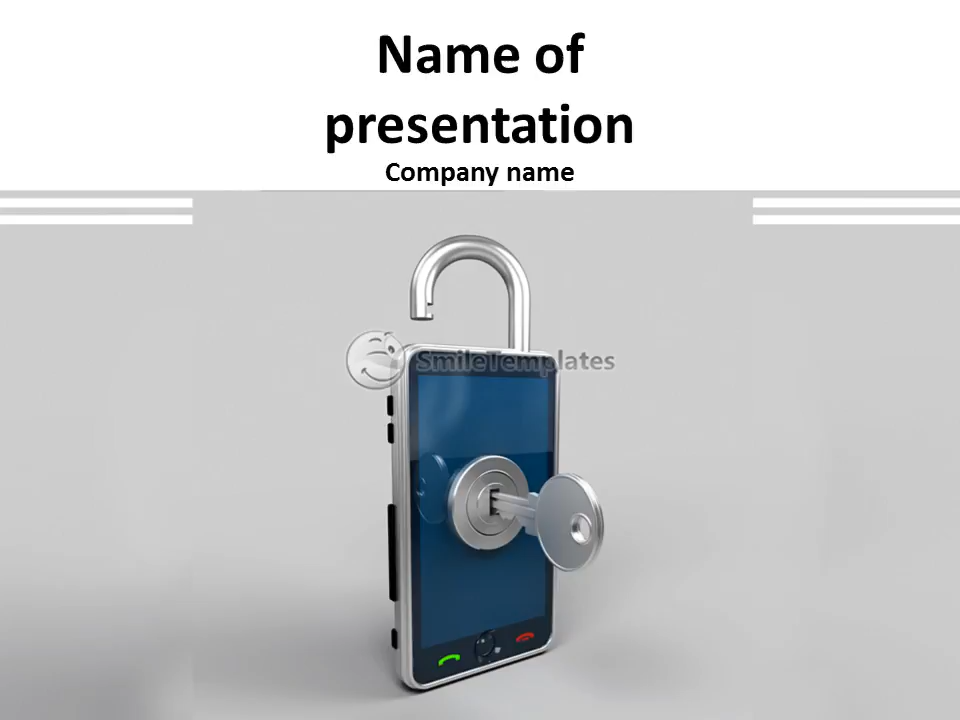 Name of
presentation
Company name
SmileTemplates